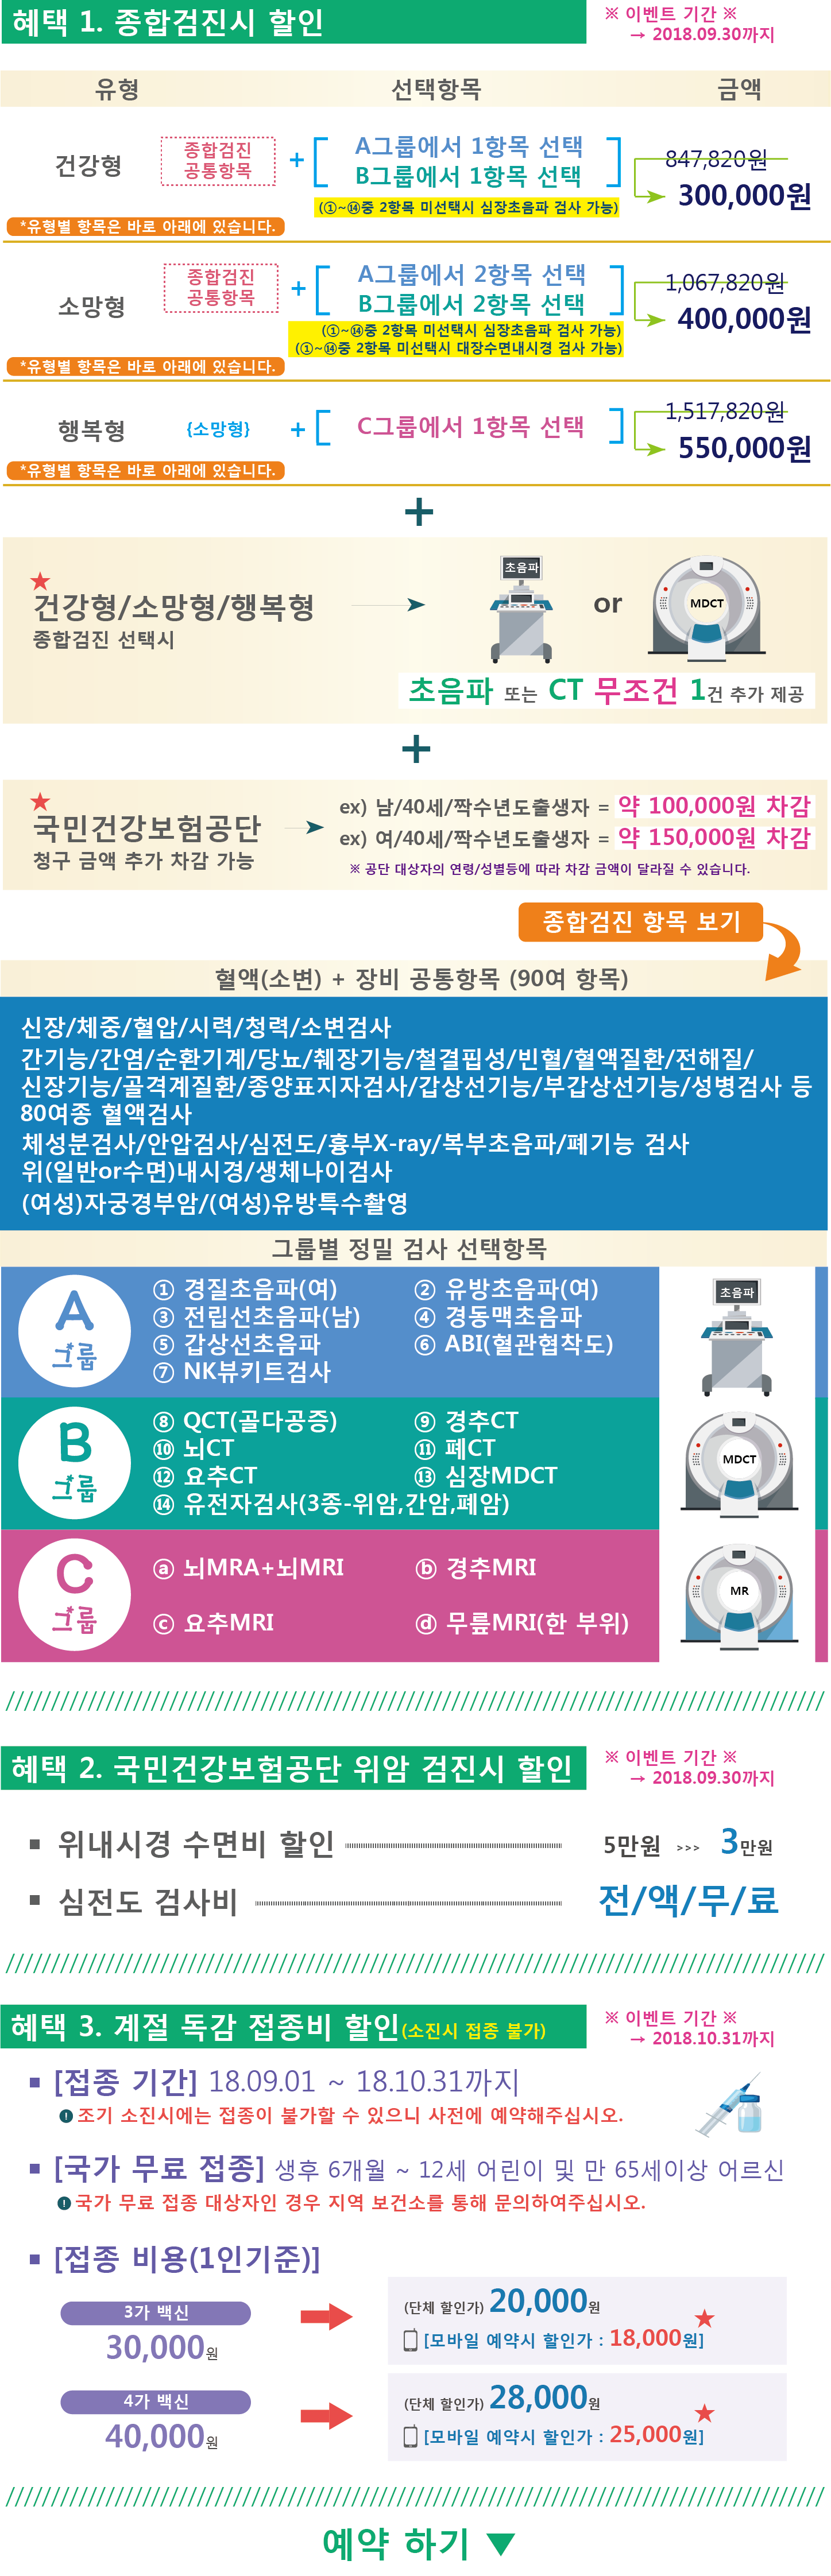 혜택 1. 종합검진시 할인
※ 이벤트 기간 ※
→ 2018.09.30까지
유형 선택항목 금액
건강형
종합검진
공통항목
+
A그룹에서 1항목 선택
B그룹에서 1항목 선택
(①~⑭중 2항목 미선택시 심장초음파 검사 가능)
847,820원
300,000원
*유형별 항목은 바로 아래에 있습니다.
소망형
종합검진
공통항목
+
A그룹에서 2항목 선택
B그룹에서 2항목 선택
(①~⑭중 2항목 미선택시 심장초음파 검사 가능)
(①~⑭중 2항목 미선택시 대장수면내시경 검사 가능)
1,067,820원
400,000원
*유형별 항목은 바로 아래에 있습니다.
행복형 {소망형} + C그룹에서 1항목 선택
1,517,820원
550,000원
*유형별 항목은 바로 아래에 있습니다.
+
★
건강형/소망형/행복형
종합검진 선택시
초음파
or
MDCT
초음파 또는 CT 무조건 1건 추가 제공
+
★
국민건강보험공단
청구 금액 추가 차감 가능
ex) 남/40세/짝수년도출생자 = 약 100,000원 차감
ex) 여/40세/짝수년도출생자 = 약 150,000원 차감
※ 공단 대상자의 연령/성별등에 따라 차감 금액이 달라질 수 있습니다.
종합검진 항목 보기
혈액(소변) + 장비 공통항목 (90여 항목)
신장/체중/혈압/시력/청력/소변검사
간기능/간염/순환기계/당뇨/췌장기능/철결핍성/빈혈/혈액질환/전해질/
신장기능/골격계질환/종양표지자검사/갑상선기능/부갑상선기능/성병검사 등
80여종 혈액검사
체성분검사/안압검사/심전도/흉부X-ray/복부초음파/폐기능 검사
위(일반or수면)내시경/생체나이검사
(여성)자궁경부암/(여성)유방특수촬영
그룹별 정밀 검사 선택항목
A
그룹
① 경질초음파(여) ② 유방초음파(여)
③ 전립선초음파(남) ④ 경동맥초음파
⑤ 갑상선초음파 ⑥ ABI(혈관협착도)
⑦ NK뷰키트검사
초음파
B
그룹
⑧ QCT(골다공증) ⑨ 경추CT
⑩ 뇌CT ⑪ 폐CT
⑫ 요추CT ⑬ 심장MDCT
⑭ 유전자검사(3종-위암,간암,폐암)
MDCT
C
그룹
ⓐ 뇌MRA+뇌MRI ⓑ 경추MRI
ⓒ 요추MRI ⓓ 무릎MRI(한 부위)
MR
혜택 2. 국민건강보험공단 위암 검진시 할인
※ 이벤트 기간 ※
→ 2018.09.30까지
▪ 위내시경 수면비 할인 5만원 >>> 3만원
▪ 심전도 검사비 전/액/무/료
혜택 3. 계절 독감 접종비 할인(소진시 접종 불가)
※ 이벤트 기간 ※
→ 2018.10.31까지
▪ [접종 기간] 18.09.01 ~ 18.10.31까지
! 조기 소진시에는 접종이 불가할 수 있으니 사전에 예약해주십시오.
▪ [국가 무료 접종] 생후 6개월 ~ 12세 어린이 및 만 65세이상 어르신
! 국가 무료 접종 대상자인 경우 지역 보건소를 통해 문의하여주십시오.
▪ [접종 비용(1인기준)]
3가 백신
30,000원
(단체 할인가) 20,000원
[모바일 예약시 할인가 : 18,000원] ★
4가 백신
40,000원
(단체 할인가) 28,000원
[모바일 예약시 할인가 : 25,000원] ★
예약 하기 ▼